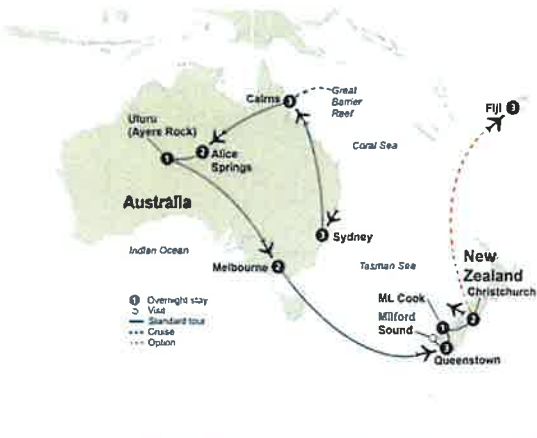 Cairns 3
Great
Barrier
Reef
Fiji 3
Uluru
(Ayers Rock)
1
2 Alice
Springs
Coral Sea
Australia
3 Sydney
Indian Ocean
Melbourne 2
Tasman Sea
New
Zealand
Christchurch
2
Mt. Cook
1
Milford
Sound
3
Queenstown
1 Overnight stay
Visit
Standard tour
Cruise
Option